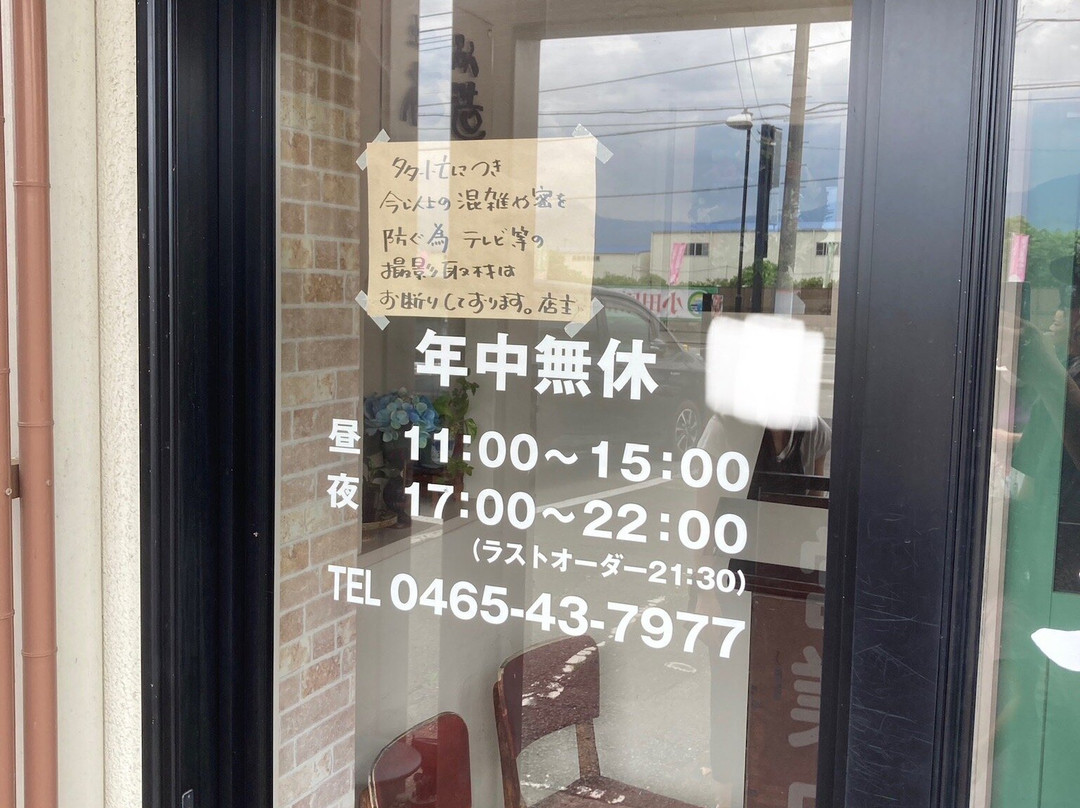 多忙につき
今以上の混雑や密を
防ぐ為 テレビ等の
撮影取材は
お断りしております。店主
年中無休
昼 11:00～15:00
夜 17:00～22:00
(ラストオーダー21:30)
TEL 0465-43-7977
小田